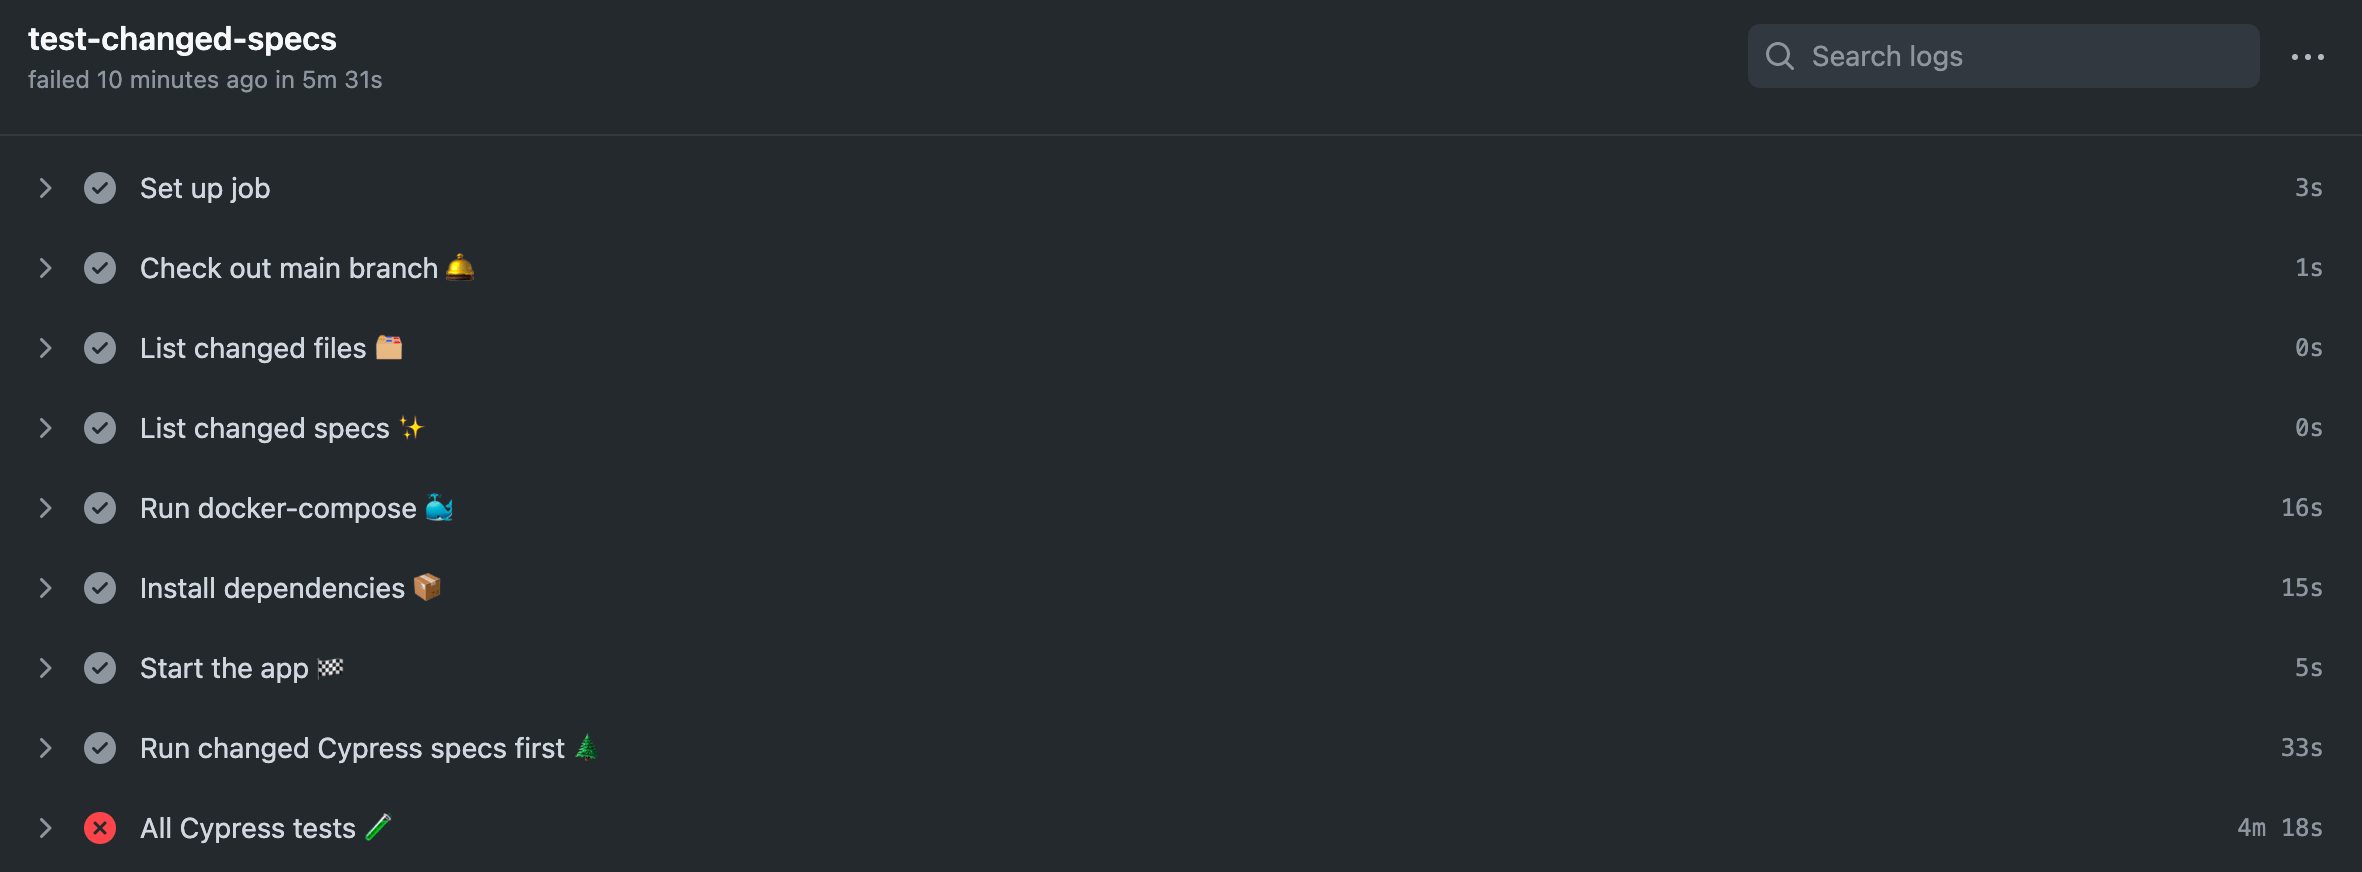 test-changed-specs
failed 10 minutes ago in 5m 31s
Search logs
Set up job 3s
Check out main branch 🛎️ 1s
List changed files 🗂️ 0s
List changed specs ✨ 0s
Run docker-compose 🐳 16s
Install dependencies 📦 15s
Start the app 🏁 5s
Run changed Cypress specs first 🌲 33s
All Cypress tests 🧪 4m 18s